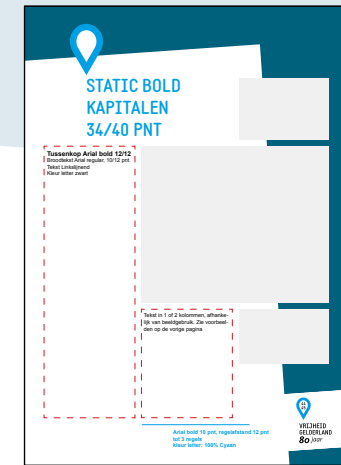 STATIC BOLD
KAPITALEN
34/40 PNT
Tussenkop Arial bold 12/12
Broodtekst Arial regular, 10/12 pnt.
Tekst Linkslijnend
Kleur letter zwart
Tekst in 1 of 2 kolommen, afhanke-
lijk van beeldgebruik. Zie voorbeel-
den op de vorige pagina
Arial bold 10 pnt, regelafstand 12 pnt
tot 3 regels
kleur letter: 100% Cyaan
VRIJHEID
GELDERLAND
80 jaar